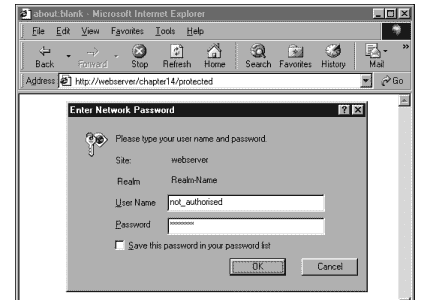 about:blank - Microsoft Internet Explorer
File Edit View Favorites Tools Help
Back Forward Stop Refresh Home Search Favorites History Mail »
Address http://webserver/chapter14/protected Go
Enter Network Password
Please type your user name and password.
Site: webserver
Realm Realm-Name
User Name not_authorised
Password ********
Save this password in your password list
OK Cancel